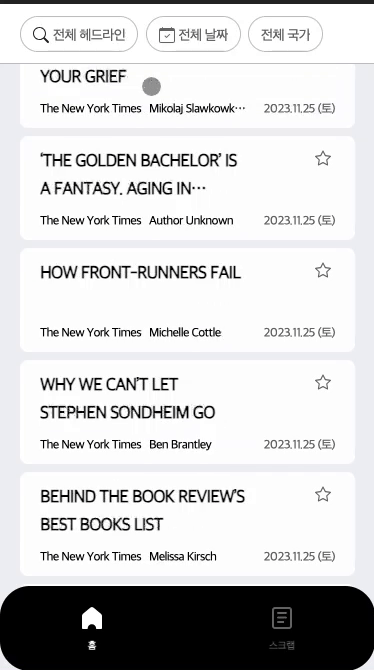 전체 헤드라인 전체 날짜 전체 국가
YOUR GRIEF
The New York Times Mikolaj Slawkowk··· 2023.11.25 (토)
‘THE GOLDEN BACHELOR’ IS
A FANTASY. AGING IN···
The New York Times Author Unknown 2023.11.25 (토)
HOW FRONT-RUNNERS FAIL
The New York Times Michelle Cottle 2023.11.25 (토)
WHY WE CAN’T LET
STEPHEN SONDHEIM GO
The New York Times Ben Brantley 2023.11.25 (토)
BEHIND THE BOOK REVIEW’S
BEST BOOKS LIST
The New York Times Melissa Kirsch 2023.11.25 (토)
홈 스크랩